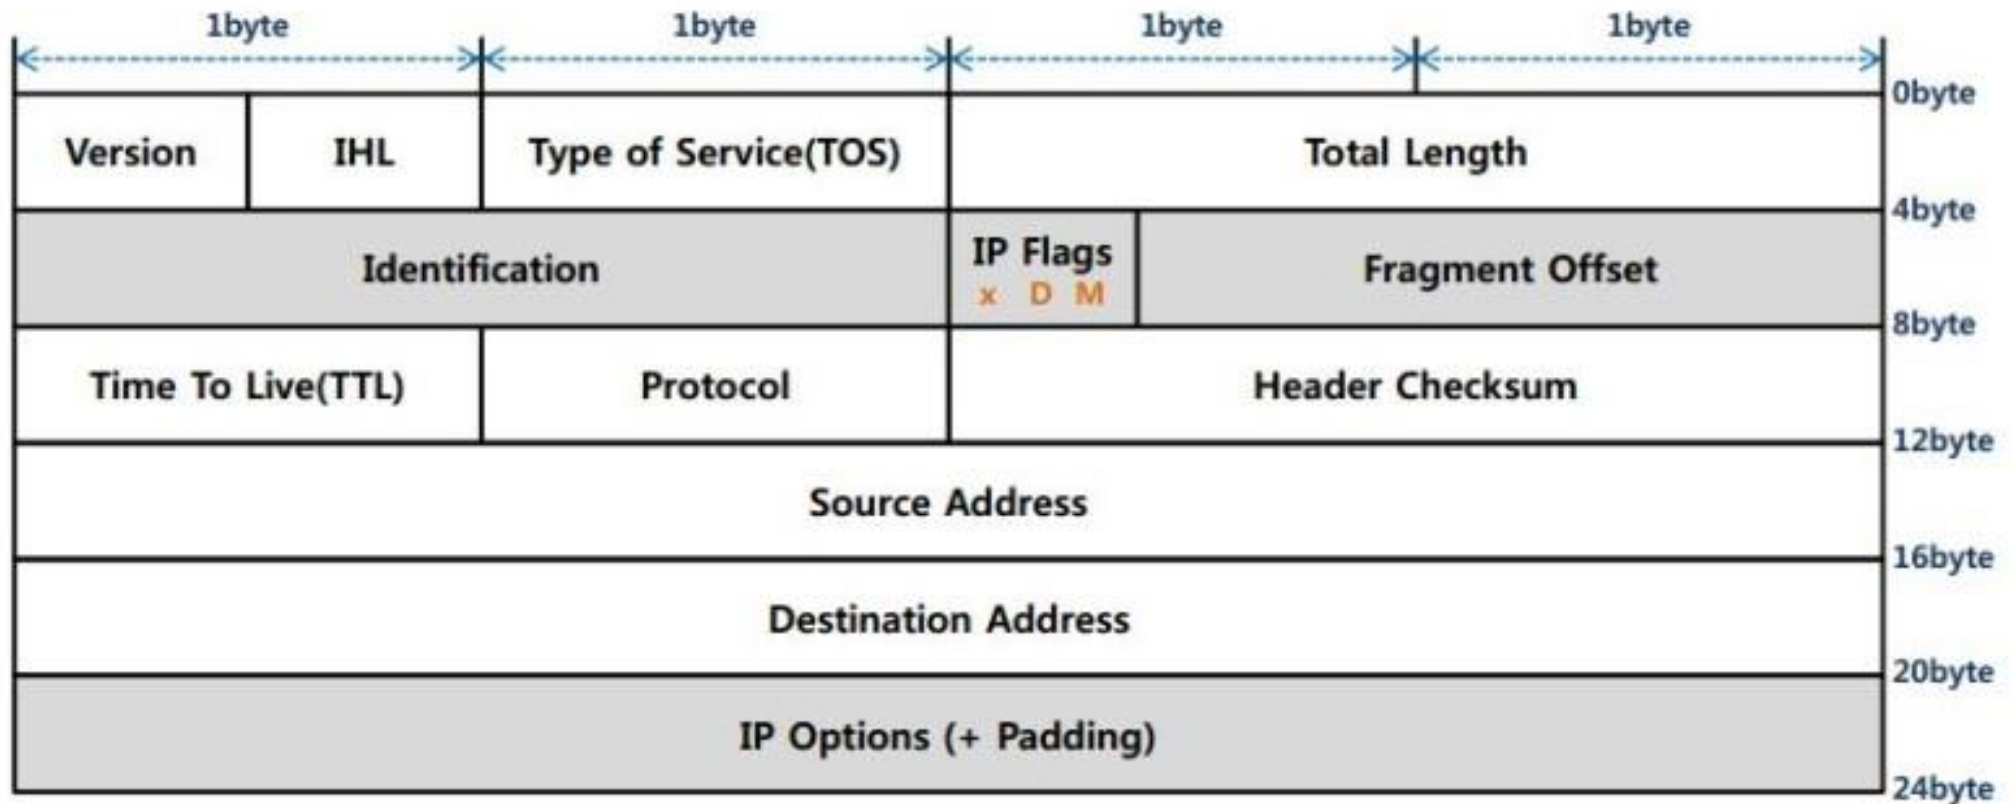 1byte 1byte 1byte 1byte
0byte
Version IHL Type of Service(TOS) Total Length
4byte
Identification IP Flags Fragment Offset
x D M
8byte
Time To Live(TTL) Protocol Header Checksum
12byte
Source Address
16byte
Destination Address
20byte
IP Options (+ Padding)
24byte